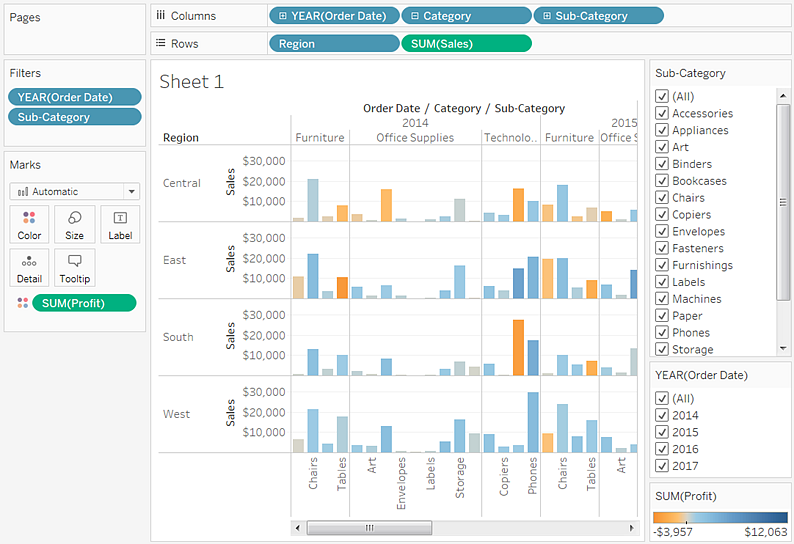 Pages
Columns
YEAR(Order Date)
Category
Sub-Category
Rows
Region
SUM(Sales)
Filters
YEAR(Order Date)
Sub-Category
Marks
Automatic
Color
Size
Label
Detail
Tooltip
SUM(Profit)
Sheet 1
Order Date / Category / Sub-Category
2014
2015
Region
Furniture
Office Supplies
Technolo..
Furniture
Office S
Central
Sales
$30,000
$20,000
$10,000
East
Sales
$30,000
$20,000
$10,000
South
Sales
$30,000
$20,000
$10,000
West
Sales
$30,000
$20,000
$10,000
Chairs
Tables
Art
Envelopes
Labels
Storage
Copiers
Phones
Chairs
Tables
Art
Sub-Category
(All)
Accessories
Appliances
Art
Binders
Bookcases
Chairs
Copiers
Envelopes
Fasteners
Furnishings
Labels
Machines
Paper
Phones
Storage
YEAR(Order Date)
(All)
2014
2015
2016
2017
SUM(Profit)
-$3,957
$12,063